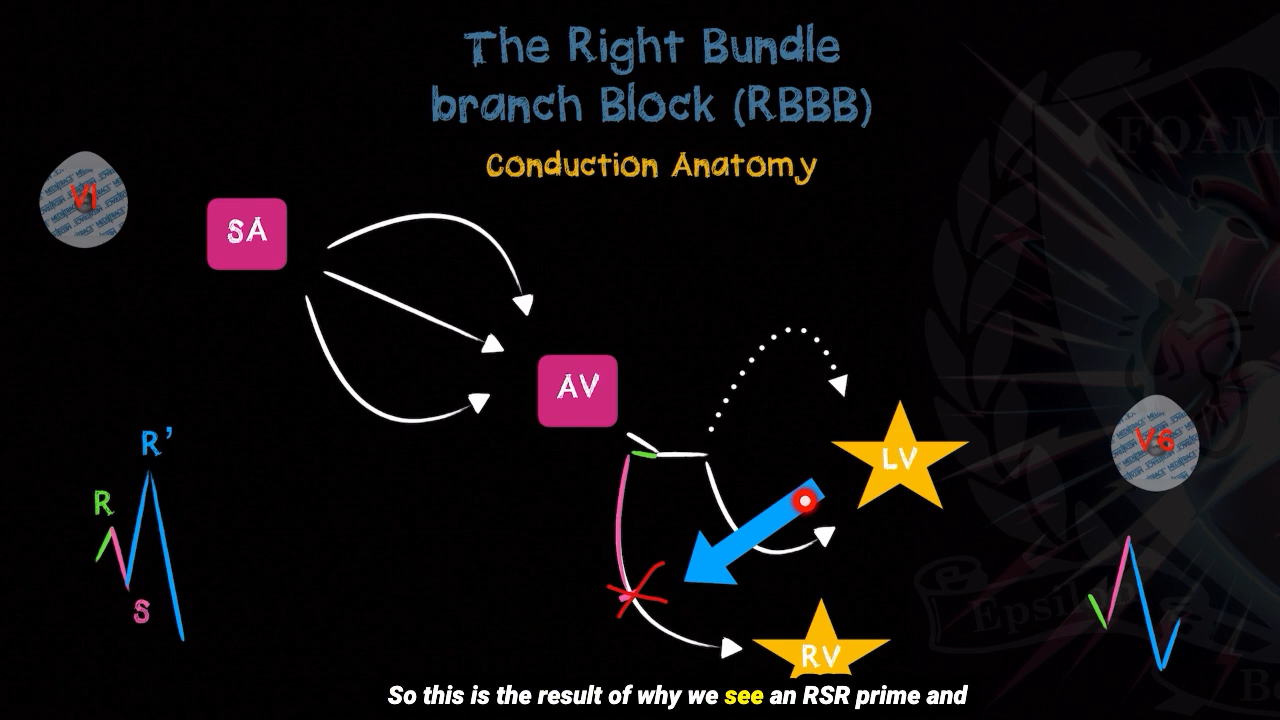 The Right Bundle
branch Block (RBBB)
Conduction Anatomy
FOAM
V1
SA
AV
LV
V6
R'
R
S
RV
So this is the result of why we see an RSR prime and